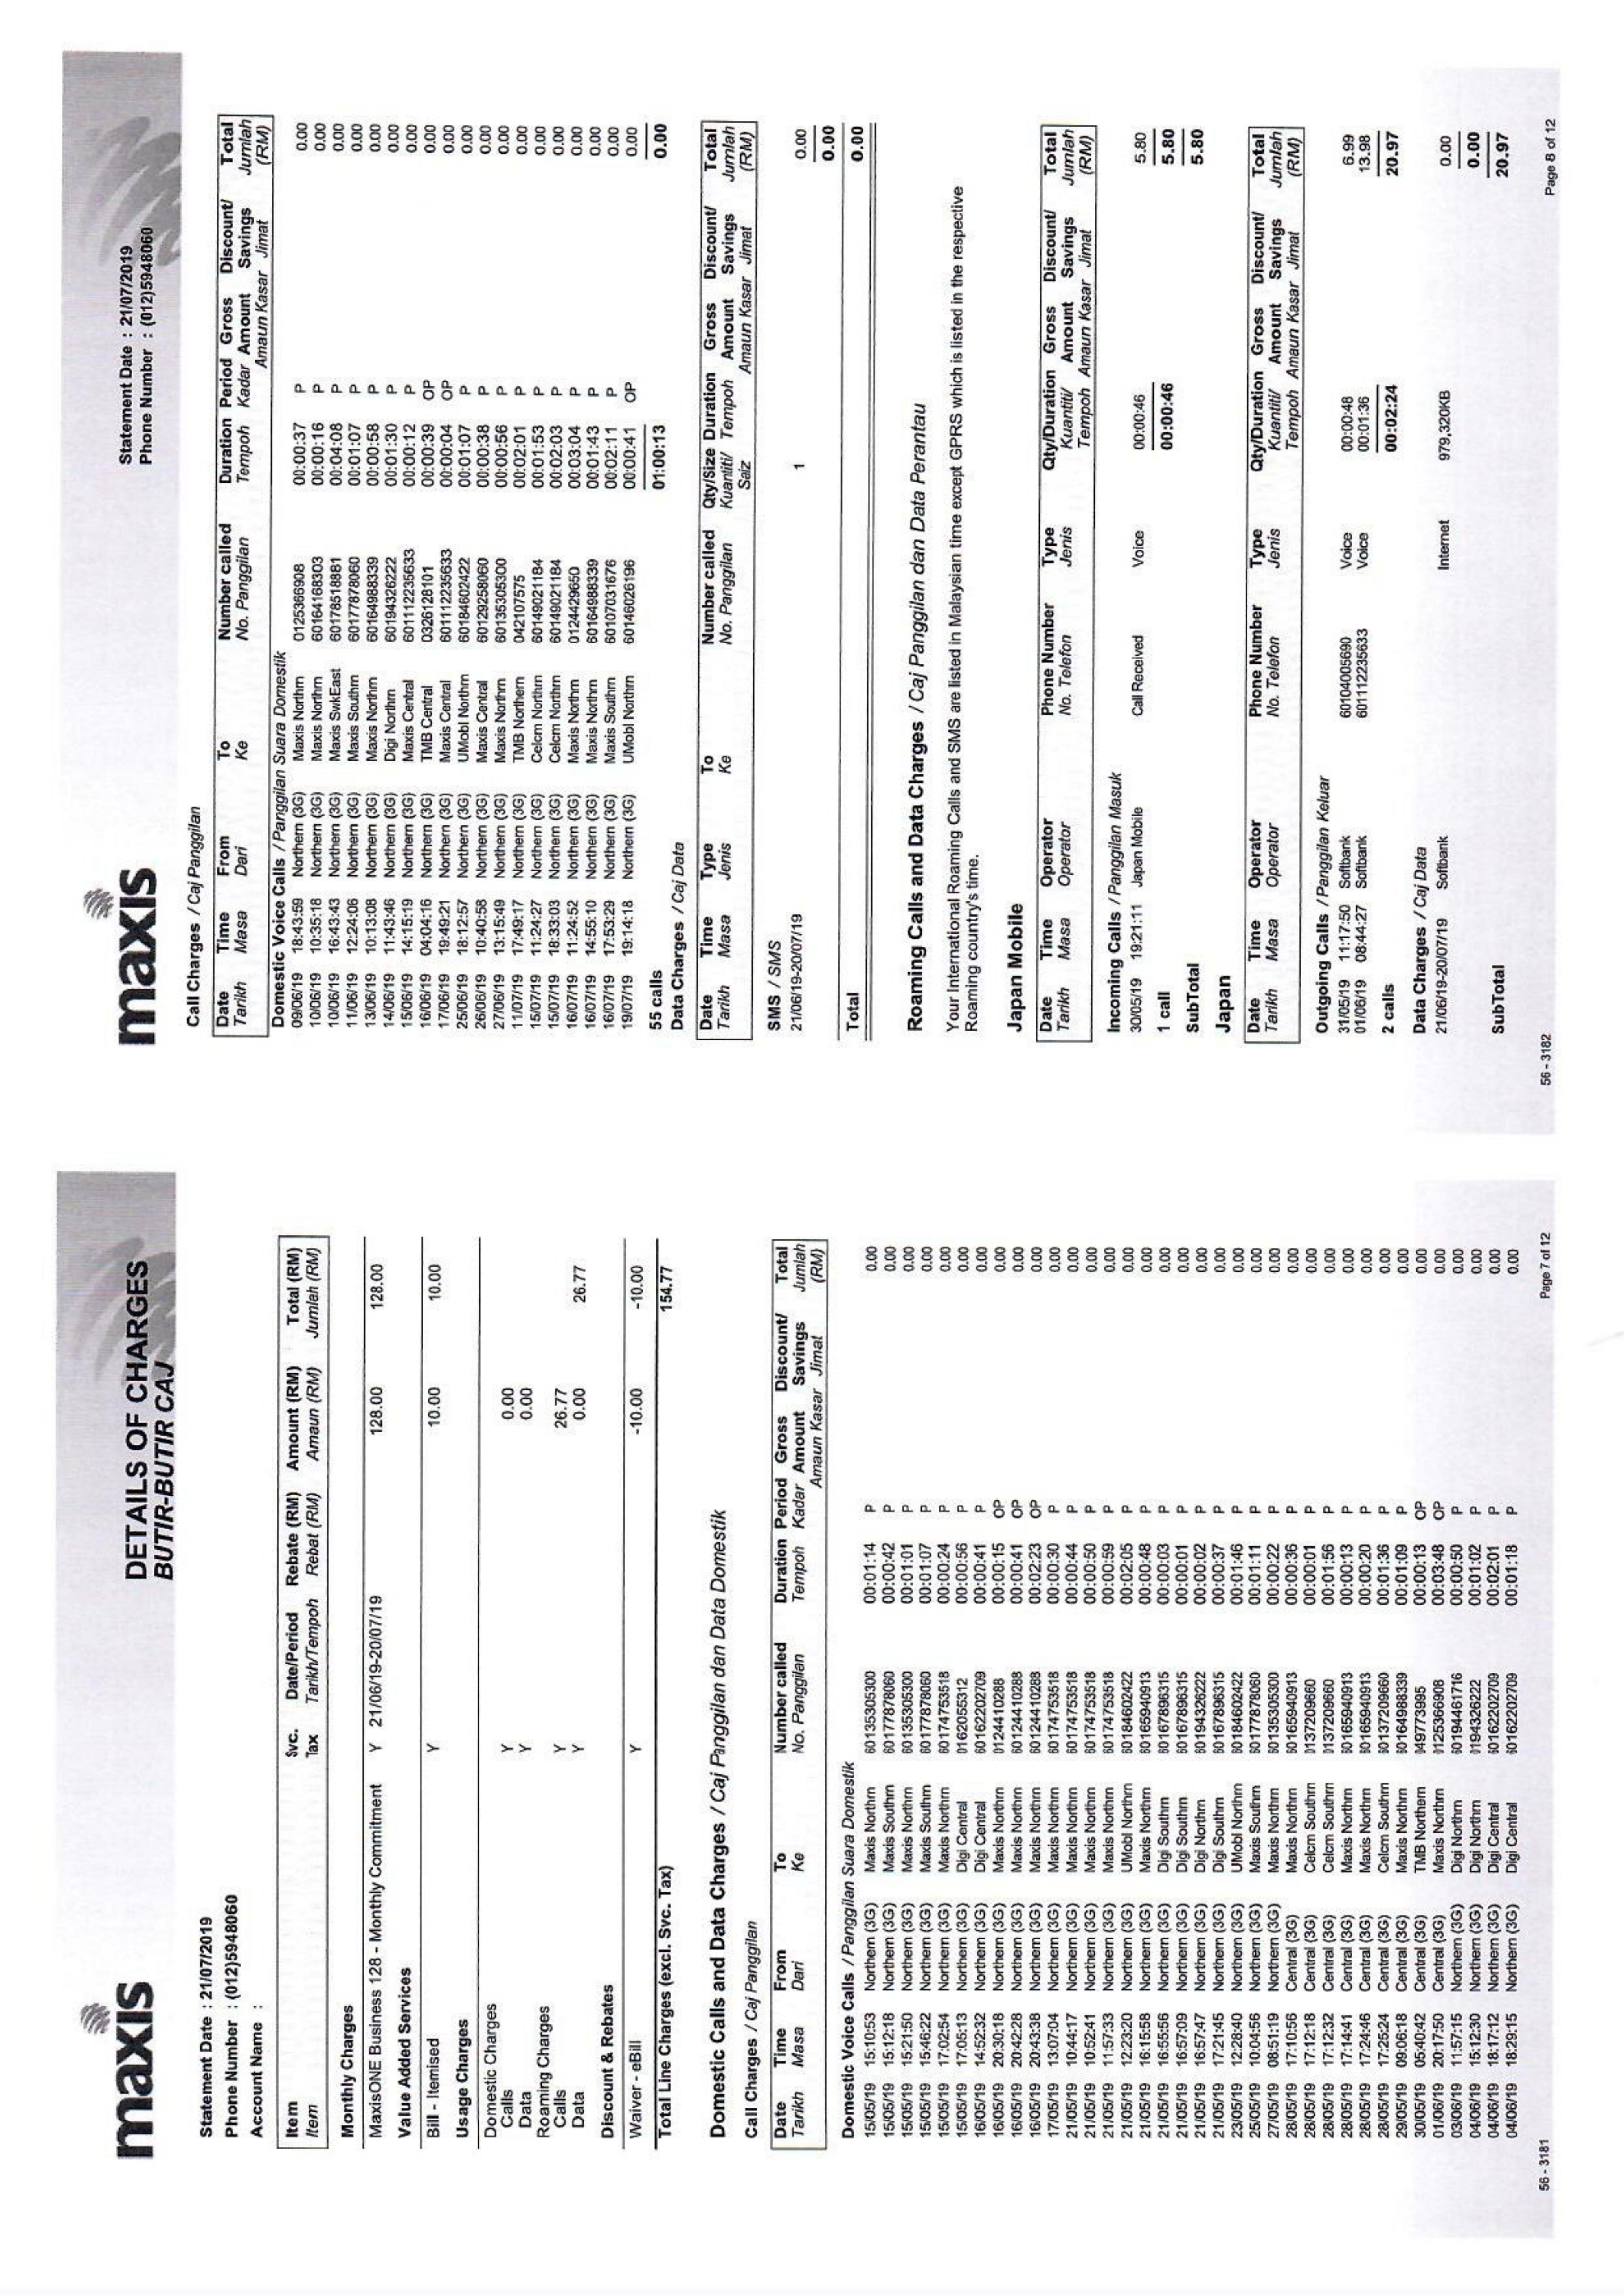 maxis
DETAILS OF CHARGES
BUTIR-BUTIR CAJ
Statement Date : 21/07/2019
Phone Number : (012)5948060
Account Name :
Item Svc. Date/Period Rebate (RM) Amount (RM) Total (RM)
Item Tax Tarikh/Tempoh Rebat (RM) Amaun (RM) Jumlah (RM)
Monthly Charges
MaxisONE Business 128 - Monthly Commitment Y 21/06/19-20/07/19 128.00 128.00
Value Added Services
Bill - Itemised Y 10.00 10.00
Usage Charges
Domestic Charges
Calls Y 0.00
Data Y 0.00
Roaming Charges
Calls Y 26.77
Data Y 0.00 26.77
Discount & Rebates
Waiver - eBill Y -10.00 -10.00
Total Line Charges (excl. Svc. Tax) 154.77
Domestic Calls and Data Charges / Caj Panggilan dan Data Domestik
Call Charges / Caj Panggilan
Date Time From To Number called Duration Period Gross Discount/ Total
Tarikh Masa Dari Ke No. Panggilan Tempoh Kadar Amount Savings Jumlah
Amaun Kasar Jimat (RM)
Domestic Voice Calls / Panggilan Suara Domestik
15/05/19 15:10:53 Northern (3G) Maxis Northrn 60135305300 00:01:14 P 0.00
15/05/19 15:12:18 Northern (3G) Maxis Southrn 60177878060 00:00:42 P 0.00
15/05/19 15:21:50 Northern (3G) Maxis Northrn 60135305300 00:01:01 P 0.00
15/05/19 15:46:22 Northern (3G) Maxis Southrn 60177878060 00:01:07 P 0.00
15/05/19 17:02:54 Northern (3G) Maxis Northrn 60174753518 00:00:24 P 0.00
15/05/19 17:05:13 Northern (3G) Digi Central 0162055312 00:00:56 P 0.00
16/05/19 14:52:32 Northern (3G) Digi Central 60162202709 00:00:41 P 0.00
16/05/19 20:30:18 Northern (3G) Maxis Northrn 0124410288 00:00:15 OP 0.00
16/05/19 20:42:28 Northern (3G) Maxis Northrn 60124410288 00:00:41 OP 0.00
16/05/19 20:43:38 Northern (3G) Maxis Northrn 60124410288 00:02:23 OP 0.00
17/05/19 13:07:04 Northern (3G) Maxis Northrn 60174753518 00:00:30 P 0.00
21/05/19 10:44:17 Northern (3G) Maxis Northrn 60174753518 00:00:44 P 0.00
21/05/19 10:52:41 Northern (3G) Maxis Northrn 60174753518 00:00:50 P 0.00
21/05/19 11:57:33 Northern (3G) Maxis Northrn 60174753518 00:00:59 P 0.00
21/05/19 12:23:20 Northern (3G) UMobl Northrn 60184602422 00:02:05 P 0.00
21/05/19 16:15:58 Northern (3G) Maxis Northrn 60165940913 00:00:48 P 0.00
21/05/19 16:55:56 Northern (3G) Digi Southrn 60167896315 00:00:03 P 0.00
21/05/19 16:57:09 Northern (3G) Digi Southrn 60167896315 00:00:01 P 0.00
21/05/19 16:57:47 Northern (3G) Digi Northrn 60194326222 00:00:02 P 0.00
21/05/19 17:21:45 Northern (3G) Digi Southrn 60167896315 00:00:37 P 0.00
23/05/19 12:28:40 Northern (3G) UMobl Northrn 60184602422 00:01:46 P 0.00
25/05/19 10:04:56 Northern (3G) Maxis Southrn 60177878060 00:01:11 P 0.00
27/05/19 08:51:19 Northern (3G) Maxis Northrn 60135305300 00:00:22 P 0.00
28/05/19 17:10:56 Central (3G) Maxis Northrn 60165940913 00:00:36 P 0.00
28/05/19 17:12:18 Central (3G) Celcm Southrn 0137209660 00:00:01 P 0.00
28/05/19 17:12:32 Central (3G) Celcm Southrn 0137209660 00:01:56 P 0.00
28/05/19 17:14:41 Central (3G) Maxis Northrn 60165940913 00:00:13 P 0.00
28/05/19 17:24:46 Central (3G) Maxis Northrn 60165940913 00:00:20 P 0.00
28/05/19 17:25:24 Central (3G) Celcm Southrn 60137209660 00:01:36 P 0.00
29/05/19 09:06:18 Central (3G) Maxis Northrn 60164988339 00:01:09 P 0.00
30/05/19 05:40:42 Central (3G) TMB Northern 049773995 00:00:13 OP 0.00
01/06/19 20:17:50 Central (3G) Maxis Northrn 0125366908 00:03:48 OP 0.00
03/06/19 11:57:15 Northern (3G) Digi Northrn 60194461716 00:00:50 P 0.00
04/06/19 15:12:30 Northern (3G) Digi Northrn 0194326222 00:01:02 P 0.00
04/06/19 18:17:12 Northern (3G) Digi Central 60162202709 00:02:01 P 0.00
04/06/19 18:29:15 Northern (3G) Digi Central 60162202709 00:01:18 P 0.00
56 - 3181 Page 7 of 12
maxis
Statement Date : 21/07/2019
Phone Number : (012)5948060
Call Charges / Caj Panggilan
Date Time From To Number called Duration Period Gross Discount/ Total
Tarikh Masa Dari Ke No. Panggilan Tempoh Kadar Amount Savings Jumlah
Amaun Kasar Jimat (RM)
Domestic Voice Calls / Panggilan Suara Domestik
09/06/19 18:43:59 Northern (3G) Maxis Northrn 0125366908 00:00:37 P 0.00
10/06/19 10:35:18 Northern (3G) Maxis Northrn 60164168303 00:00:16 P 0.00
10/06/19 16:43:43 Northern (3G) Maxis SwkEast 60178518881 00:04:08 P 0.00
11/06/19 12:24:06 Northern (3G) Maxis Southrn 60177878060 00:01:07 P 0.00
13/06/19 10:13:08 Northern (3G) Maxis Northrn 60164988339 00:00:58 P 0.00
14/06/19 11:43:46 Northern (3G) Digi Northrn 60194326222 00:01:30 P 0.00
15/06/19 14:15:19 Northern (3G) Maxis Central 601112235633 00:00:12 P 0.00
16/06/19 04:04:16 Northern (3G) TMB Central 0326128101 00:00:39 OP 0.00
17/06/19 19:49:21 Northern (3G) Maxis Central 601112235633 00:00:04 OP 0.00
25/06/19 18:12:57 Northern (3G) UMobl Northrn 60184602422 00:01:07 P 0.00
26/06/19 10:40:58 Northern (3G) Maxis Central 60129258060 00:00:38 P 0.00
27/06/19 13:15:49 Northern (3G) Maxis Northrn 60135305300 00:00:56 P 0.00
11/07/19 17:49:17 Northern (3G) TMB Northern 042107575 00:02:01 P 0.00
15/07/19 11:24:27 Northern (3G) Celcm Northrn 60149021184 00:01:53 P 0.00
15/07/19 18:33:03 Northern (3G) Celcm Northrn 60149021184 00:02:03 P 0.00
16/07/19 11:24:52 Northern (3G) Maxis Northrn 0124429650 00:03:04 P 0.00
16/07/19 14:55:10 Northern (3G) Maxis Northrn 60164988339 00:01:43 P 0.00
16/07/19 17:53:29 Northern (3G) Maxis Southrn 60107031676 00:02:11 P 0.00
19/07/19 19:14:18 Northern (3G) UMobl Northrn 60146026196 00:00:41 OP 0.00
55 calls 01:00:13 0.00
Data Charges / Caj Data
Date Time Type To Number called Qty/Size Duration Gross Discount/ Total
Tarikh Masa Jenis Ke No. Panggilan Kuantiti/ Tempoh Amount Savings Jumlah
Saiz Amaun Kasar Jimat (RM)
SMS / SMS
21/06/19-20/07/19 1 0.00
0.00
Total 0.00
Roaming Calls and Data Charges / Caj Panggilan dan Data Perantau
Your International Roaming Calls and SMS are listed in Malaysian time except GPRS which is listed in the respective
Roaming country's time.
Japan Mobile
Date Time Operator Phone Number Type Qty/Duration Gross Discount/ Total
Tarikh Masa Operator No. Telefon Jenis Kuantiti/ Amount Savings Jumlah
Tempoh Amaun Kasar Jimat (RM)
Incoming Calls / Panggilan Masuk
30/05/19 19:21:11 Japan Mobile Call Received Voice 00:00:46 5.80
1 call 00:00:46 5.80
SubTotal 5.80
Japan
Date Time Operator Phone Number Type Qty/Duration Gross Discount/ Total
Tarikh Masa Operator No. Telefon Jenis Kuantiti/ Amount Savings Jumlah
Tempoh Amaun Kasar Jimat (RM)
Outgoing Calls / Panggilan Keluar
31/05/19 11:17:50 Softbank 60104005690 Voice 00:00:48 6.99
01/06/19 08:44:27 Softbank 601112235633 Voice 00:01:36 13.98
2 calls 00:02:24 20.97
Data Charges / Caj Data
21/06/19-20/07/19 Softbank Internet 979,320KB 0.00
0.00
SubTotal 20.97
56 - 3182 Page 8 of 12